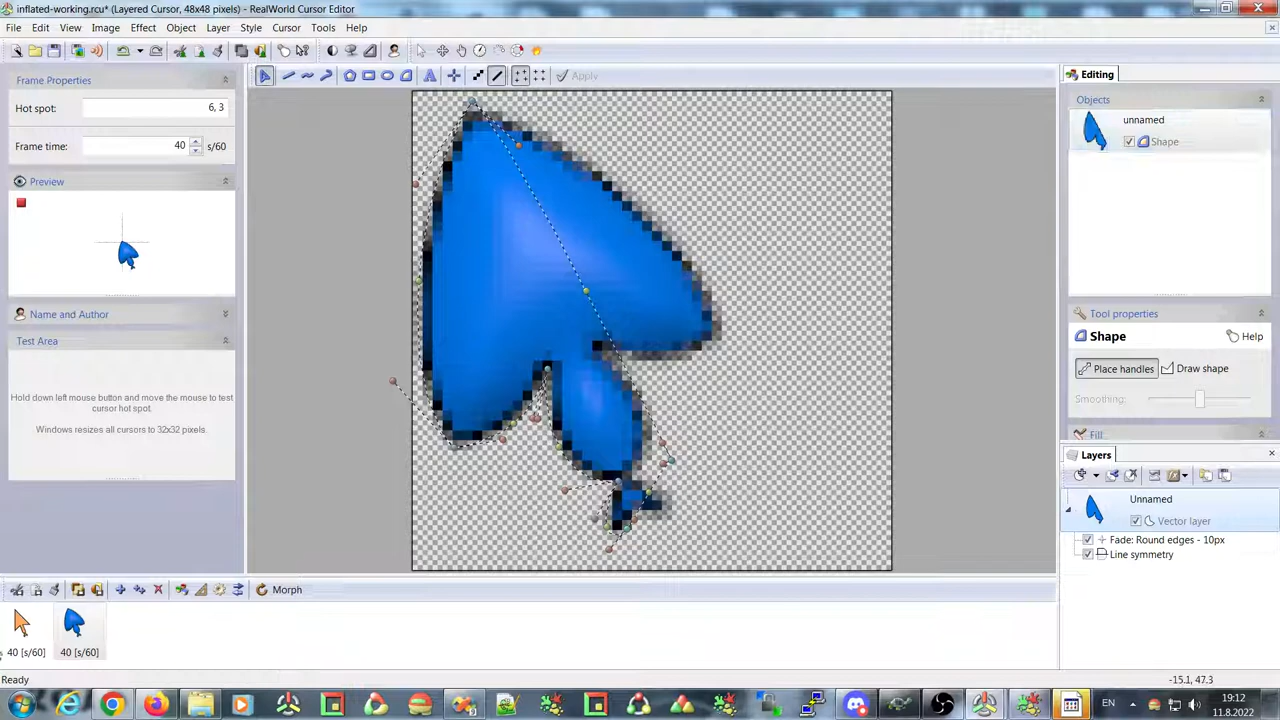 inflated-working.rcu* (Layered Cursor, 48x48 pixels) - RealWorld Cursor Editor
File Edit View Image Effect Object Layer Style Cursor Tools Help
Apply
Frame Properties
Hot spot: 6, 3
Frame time: 40 s/60
Preview
Name and Author
Test Area
Hold down left mouse button and move the mouse to test
cursor hot spot.
Windows resizes all cursors to 32x32 pixels.
Editing
Objects
unnamed
Shape
Tool properties
Shape Help
Place handles Draw shape
Smoothing:
Fill
Layers
Unnamed
Vector layer
Fade: Round edges - 10px
Line symmetry
Morph
40 [s/60] 40 [s/60]
Ready -15.1, 47.3
EN 19:12
11.8.2022